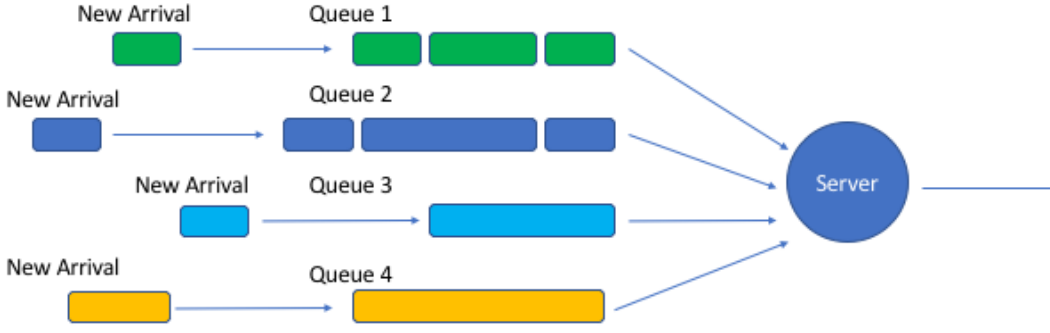 New Arrival
Queue 1
New Arrival
Queue 2
New Arrival
Queue 3
Server
New Arrival
Queue 4